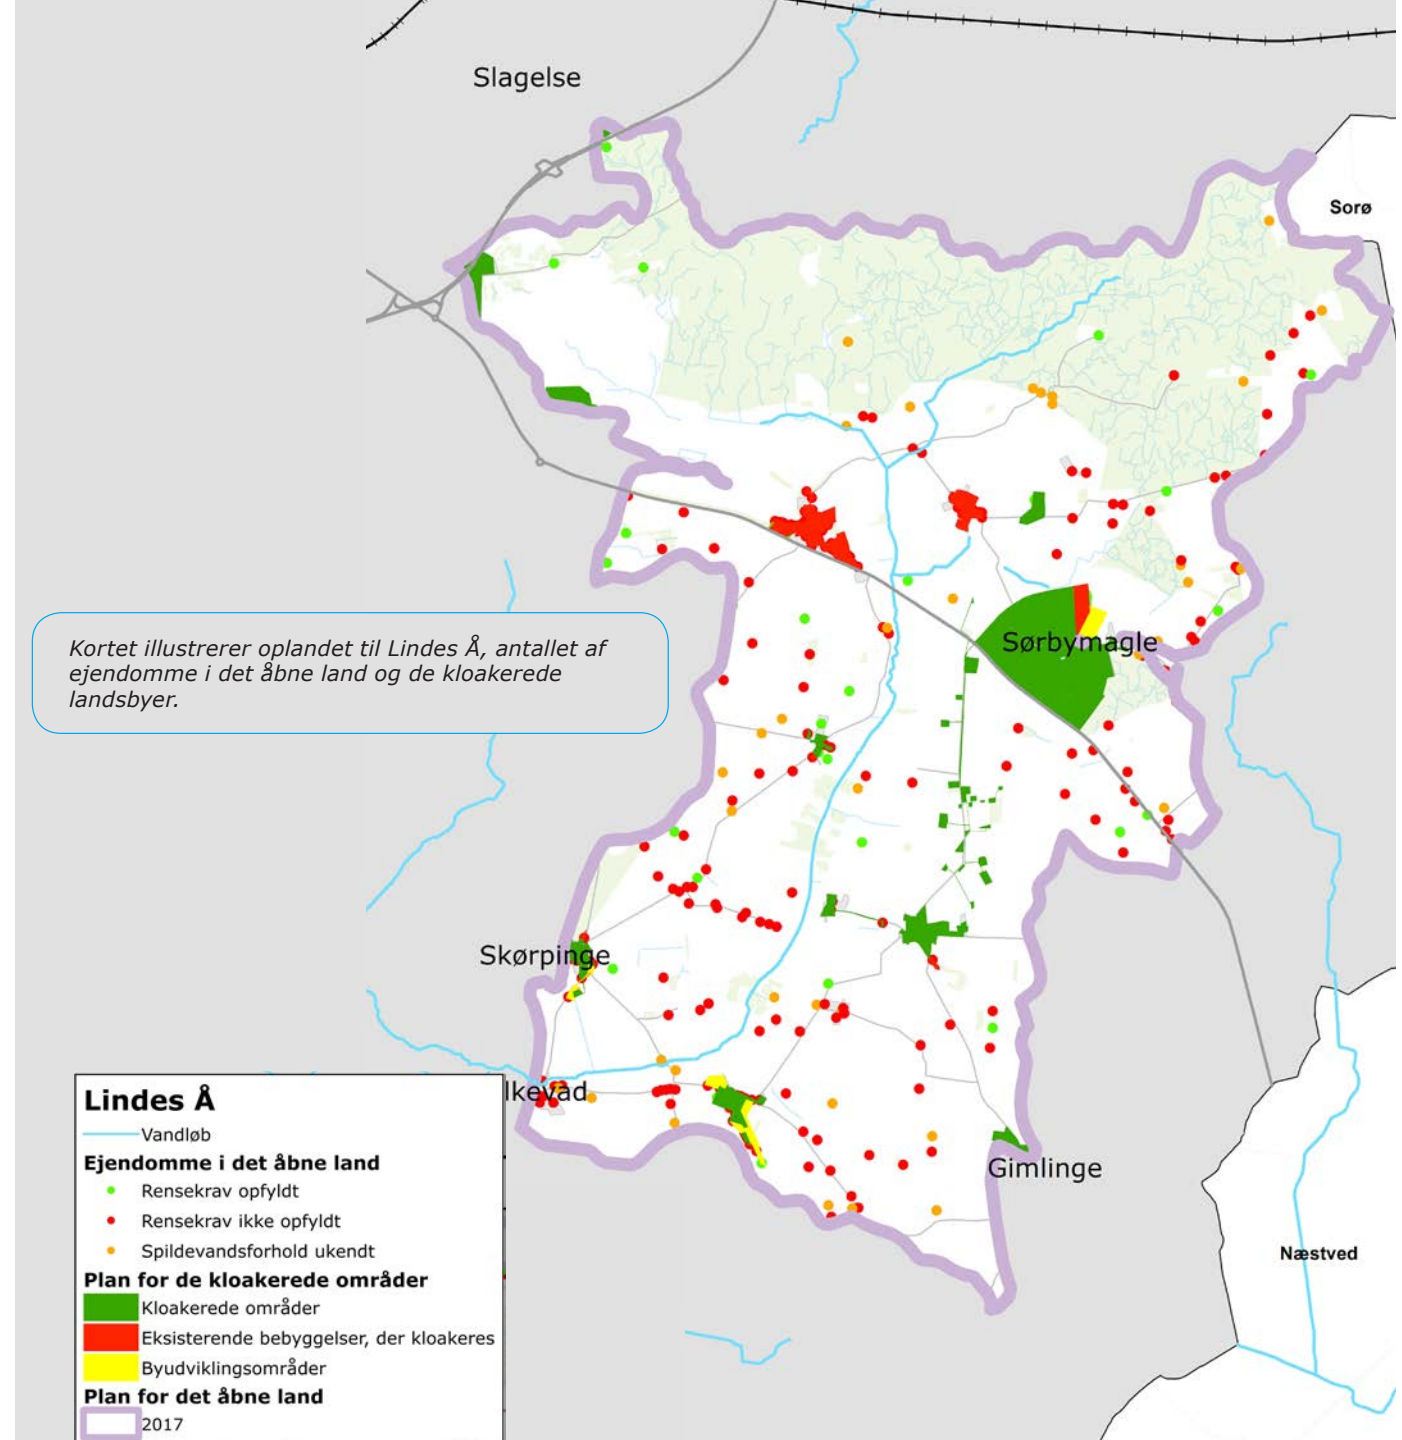 Slagelse
Sorø
Kortet illustrerer oplandet til Lindes Å, antallet af
ejendomme i det åbne land og de kloakerede
landsbyer.
Sørbymagle
Skørpinge
lkevad
Gimlinge
Næstved
Lindes Å
Vandløb
Ejendomme i det åbne land
Rensekrav opfyldt
Rensekrav ikke opfyldt
Spildevandsforhold ukendt
Plan for de kloakerede områder
Kloakerede områder
Eksisterende bebyggelser, der kloakeres
Byudviklingsområder
Plan for det åbne land
2017